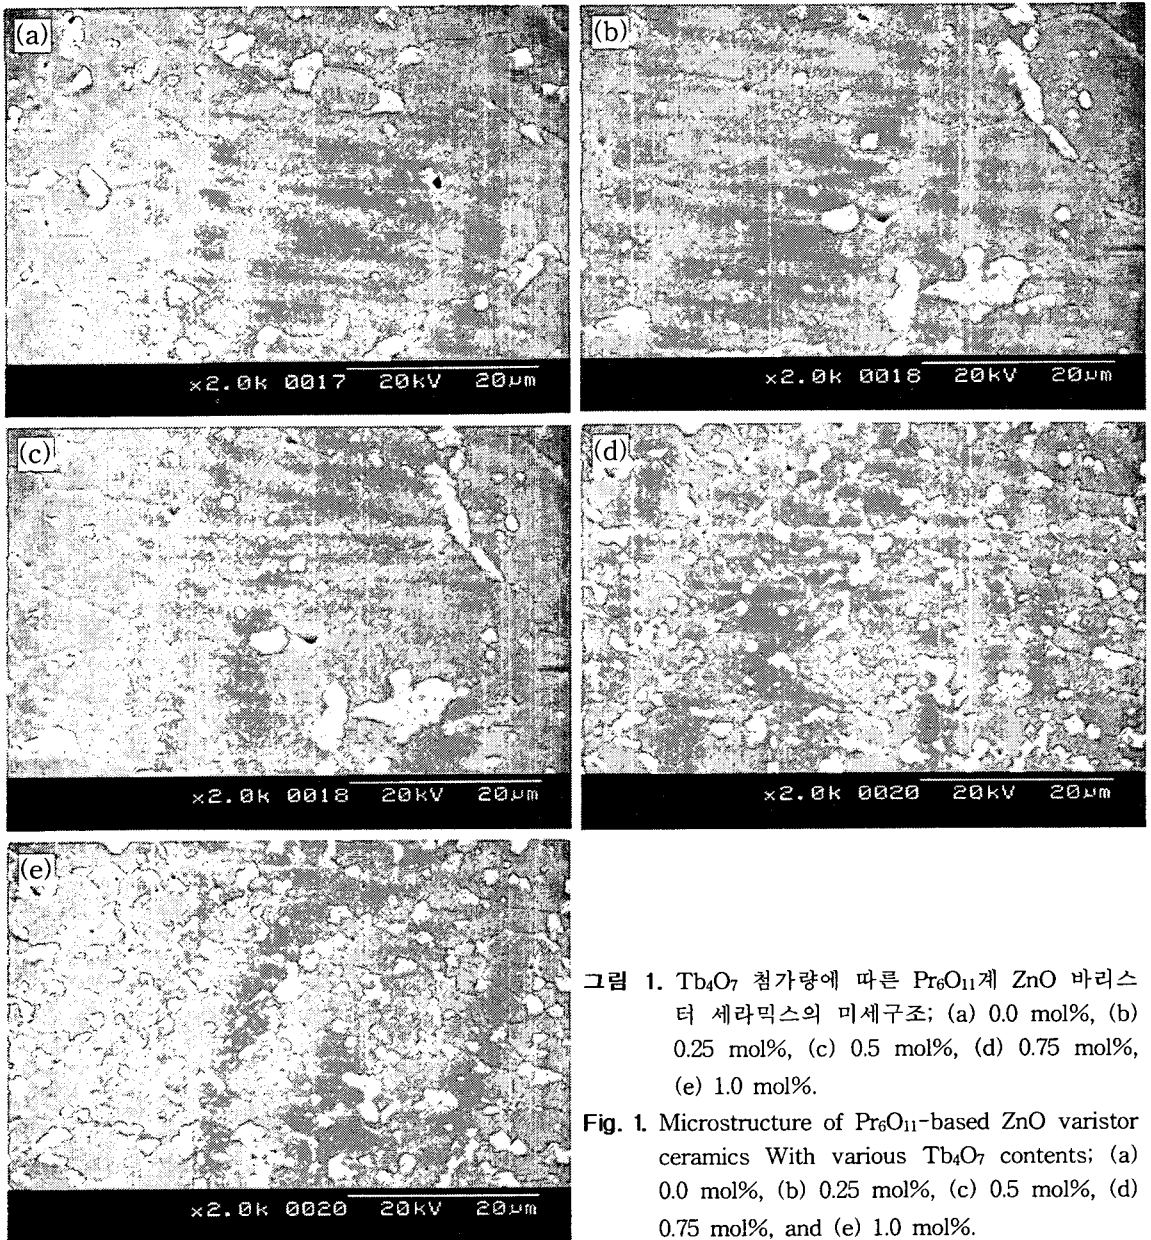 (a)
×2.0k 0017 20kV 20μm
(b)
×2.0k 0018 20kV 20μm
(c)
×2.0k 0018 20kV 20μm
(d)
×2.0k 0020 20kV 20μm
(e)
×2.0k 0020 20kV 20μm
그림 1. Tb₄O₇ 첨가량에 따른 Pr₆O₁₁계 ZnO 바리스
터 세라믹스의 미세구조; (a) 0.0 mol%, (b)
0.25 mol%, (c) 0.5 mol%, (d) 0.75 mol%,
(e) 1.0 mol%.
Fig. 1. Microstructure of Pr₆O₁₁-based ZnO varistor
ceramics With various Tb₄O₇ contents; (a)
0.0 mol%, (b) 0.25 mol%, (c) 0.5 mol%, (d)
0.75 mol%, and (e) 1.0 mol%.